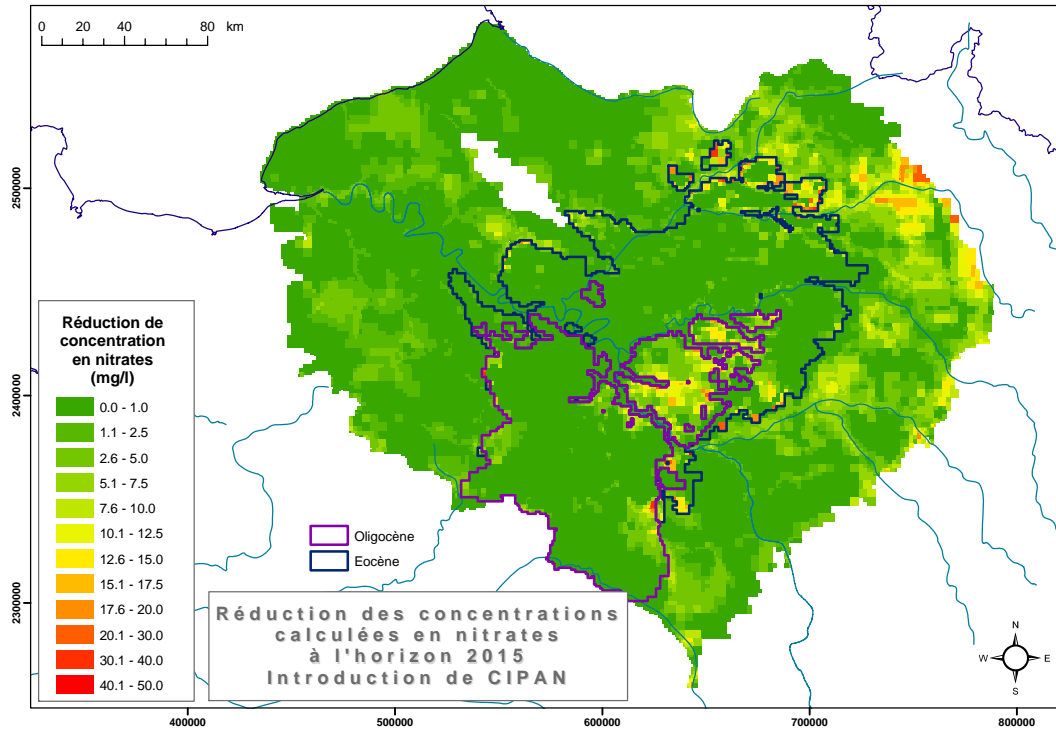 0 20 40 80 km
2500000
2400000
2300000
Réduction de
concentration
en nitrates
(mg/l)
0.0 - 1.0
1.1 - 2.5
2.6 - 5.0
5.1 - 7.5
7.6 - 10.0
10.1 - 12.5
12.6 - 15.0
15.1 - 17.5
17.6 - 20.0
20.1 - 30.0
30.1 - 40.0
40.1 - 50.0
Oligocène
Eocène
Réduction des concentrations
calculées en nitrates
à l'horizon 2015
Introduction de CIPAN
N
W E
S
400000 500000 600000 700000 800000